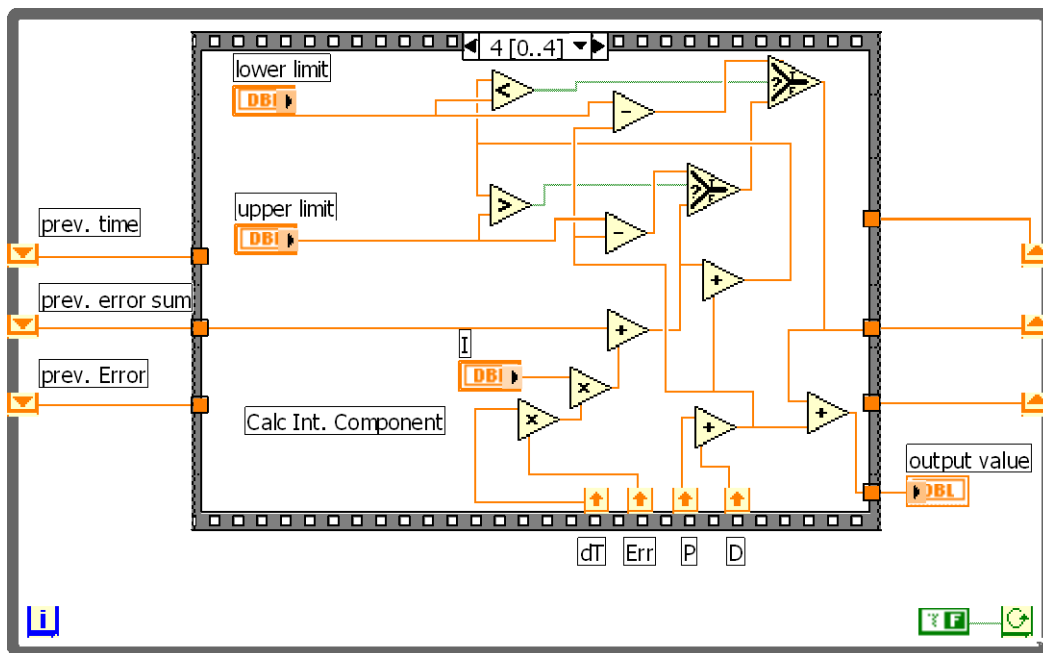 4 [0..4]
lower limit
DBL
upper limit
DBL
prev. time
prev. error sum
prev. Error
I
DBL
Calc Int. Component
output value
DBL
dT
Err
P
D
i
F
<
-
? T F
>
-
? T F
+
+
x
x
+
+